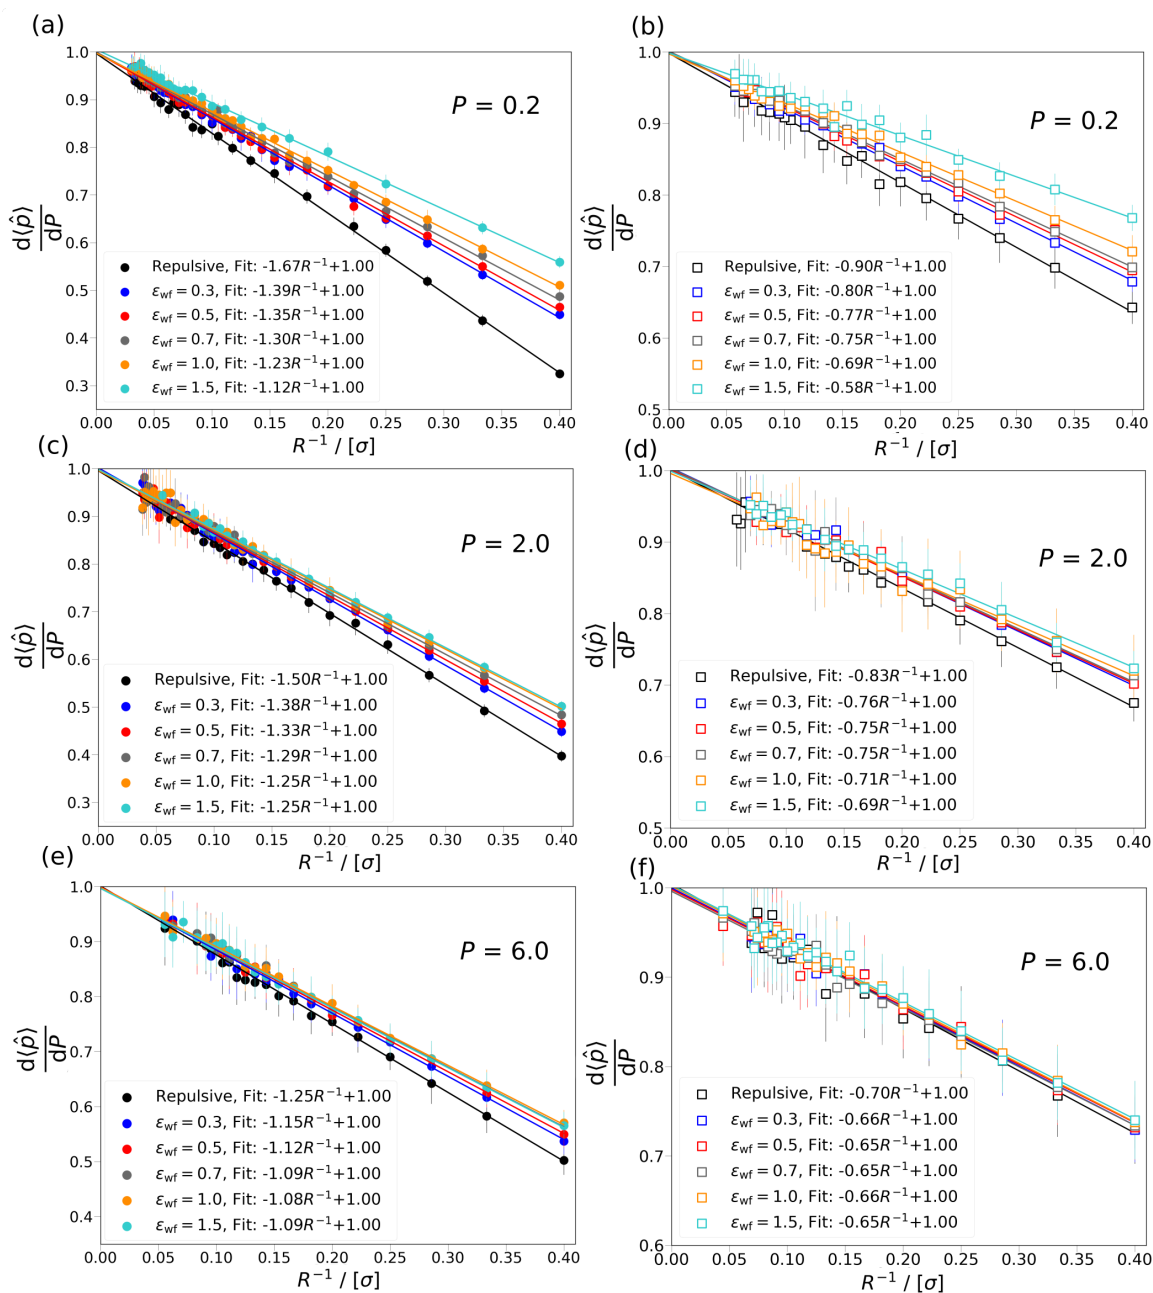 (a)
1.0
0.9
0.8
0.7
0.6
0.5
0.4
0.3
d⟨p̂⟩
dP
P = 0.2
Repulsive, Fit: -1.67R⁻¹+1.00
ε_wf = 0.3, Fit: -1.39R⁻¹+1.00
ε_wf = 0.5, Fit: -1.35R⁻¹+1.00
ε_wf = 0.7, Fit: -1.30R⁻¹+1.00
ε_wf = 1.0, Fit: -1.23R⁻¹+1.00
ε_wf = 1.5, Fit: -1.12R⁻¹+1.00
0.00 0.05 0.10 0.15 0.20 0.25 0.30 0.35 0.40
R⁻¹ / [σ]
(b)
1.0
0.9
0.8
0.7
0.6
0.5
d⟨p̂⟩
dP
P = 0.2
Repulsive, Fit: -0.90R⁻¹+1.00
ε_wf = 0.3, Fit: -0.80R⁻¹+1.00
ε_wf = 0.5, Fit: -0.77R⁻¹+1.00
ε_wf = 0.7, Fit: -0.75R⁻¹+1.00
ε_wf = 1.0, Fit: -0.69R⁻¹+1.00
ε_wf = 1.5, Fit: -0.58R⁻¹+1.00
0.00 0.05 0.10 0.15 0.20 0.25 0.30 0.35 0.40
R⁻¹ / [σ]
(c)
1.0
0.9
0.8
0.7
0.6
0.5
0.4
0.3
d⟨p̂⟩
dP
P = 2.0
Repulsive, Fit: -1.50R⁻¹+1.00
ε_wf = 0.3, Fit: -1.38R⁻¹+1.00
ε_wf = 0.5, Fit: -1.33R⁻¹+1.00
ε_wf = 0.7, Fit: -1.29R⁻¹+1.00
ε_wf = 1.0, Fit: -1.25R⁻¹+1.00
ε_wf = 1.5, Fit: -1.25R⁻¹+1.00
0.00 0.05 0.10 0.15 0.20 0.25 0.30 0.35 0.40
R⁻¹ / [σ]
(d)
1.0
0.9
0.8
0.7
0.6
0.5
d⟨p̂⟩
dP
P = 2.0
Repulsive, Fit: -0.83R⁻¹+1.00
ε_wf = 0.3, Fit: -0.76R⁻¹+1.00
ε_wf = 0.5, Fit: -0.75R⁻¹+1.00
ε_wf = 0.7, Fit: -0.75R⁻¹+1.00
ε_wf = 1.0, Fit: -0.71R⁻¹+1.00
ε_wf = 1.5, Fit: -0.69R⁻¹+1.00
0.00 0.05 0.10 0.15 0.20 0.25 0.30 0.35 0.40
R⁻¹ / [σ]
(e)
1.0
0.9
0.8
0.7
0.6
0.5
0.4
d⟨p̂⟩
dP
P = 6.0
Repulsive, Fit: -1.25R⁻¹+1.00
ε_wf = 0.3, Fit: -1.15R⁻¹+1.00
ε_wf = 0.5, Fit: -1.12R⁻¹+1.00
ε_wf = 0.7, Fit: -1.09R⁻¹+1.00
ε_wf = 1.0, Fit: -1.08R⁻¹+1.00
ε_wf = 1.5, Fit: -1.09R⁻¹+1.00
0.00 0.05 0.10 0.15 0.20 0.25 0.30 0.35 0.40
R⁻¹ / [σ]
(f)
1.0
0.9
0.8
0.7
0.6
d⟨p̂⟩
dP
P = 6.0
Repulsive, Fit: -0.70R⁻¹+1.00
ε_wf = 0.3, Fit: -0.66R⁻¹+1.00
ε_wf = 0.5, Fit: -0.65R⁻¹+1.00
ε_wf = 0.7, Fit: -0.65R⁻¹+1.00
ε_wf = 1.0, Fit: -0.66R⁻¹+1.00
ε_wf = 1.5, Fit: -0.65R⁻¹+1.00
0.00 0.05 0.10 0.15 0.20 0.25 0.30 0.35 0.40
R⁻¹ / [σ]